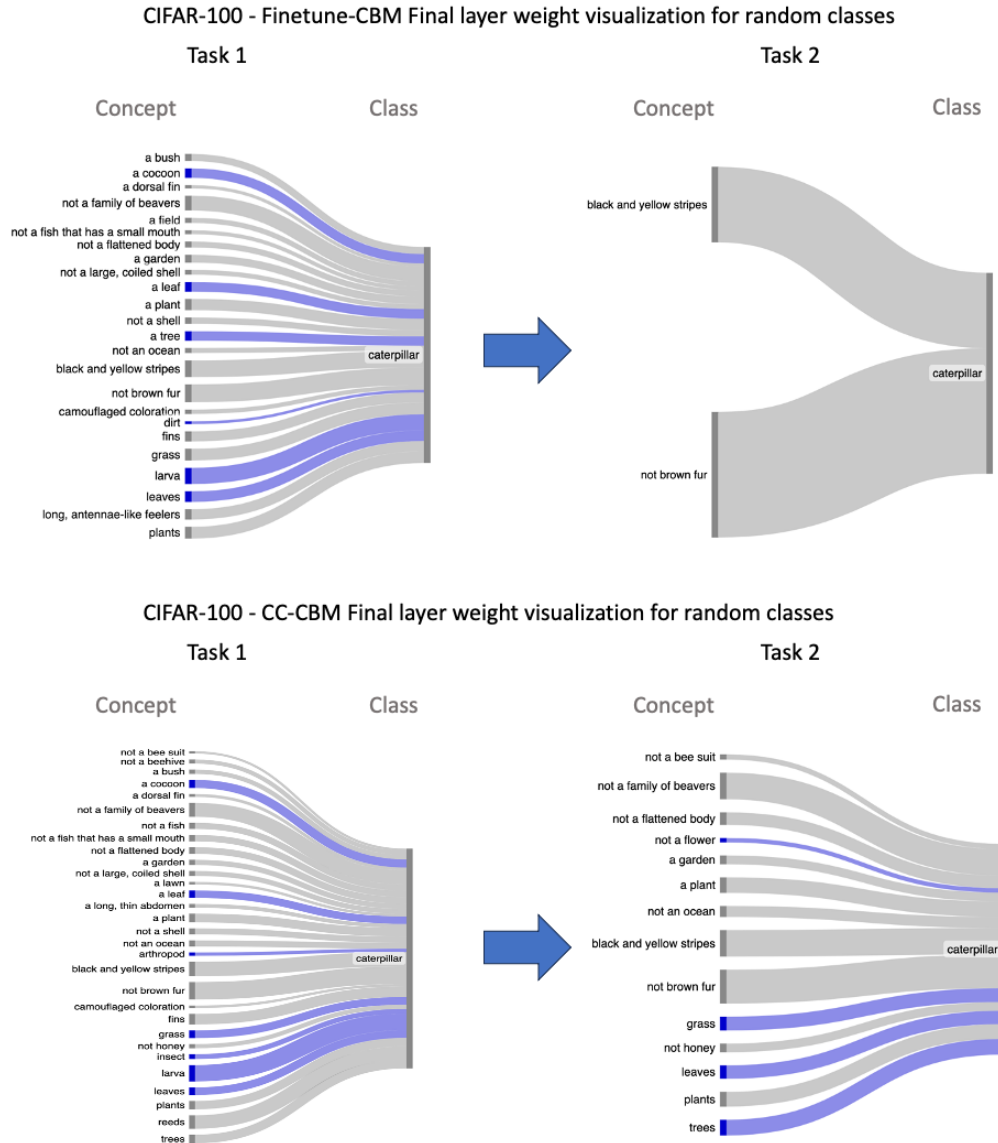 CIFAR-100 - Finetune-CBM Final layer weight visualization for random classes
Task 1
Task 2
Concept
Class
Concept
Class
a bush
a cocoon
a dorsal fin
not a family of beavers
a field
not a fish that has a small mouth
not a flattened body
a garden
not a large, coiled shell
a leaf
a plant
not a shell
a tree
not an ocean
black and yellow stripes
not brown fur
camouflaged coloration
dirt
fins
grass
larva
leaves
long, antennae-like feelers
plants
caterpillar
black and yellow stripes
not brown fur
caterpillar
CIFAR-100 - CC-CBM Final layer weight visualization for random classes
Task 1
Task 2
Concept
Class
Concept
Class
not a bee suit
not a beehive
a bush
a cocoon
a dorsal fin
not a family of beavers
not a fish
not a fish that has a small mouth
not a flattened body
a garden
not a large, coiled shell
a lawn
a leaf
a long, thin abdomen
a plant
not a shell
not an ocean
arthropod
black and yellow stripes
not brown fur
camouflaged coloration
fins
grass
not honey
insect
larva
leaves
plants
reeds
trees
caterpillar
not a bee suit
not a family of beavers
not a flattened body
not a flower
a garden
a plant
not an ocean
black and yellow stripes
not brown fur
grass
not honey
leaves
plants
trees
caterpillar